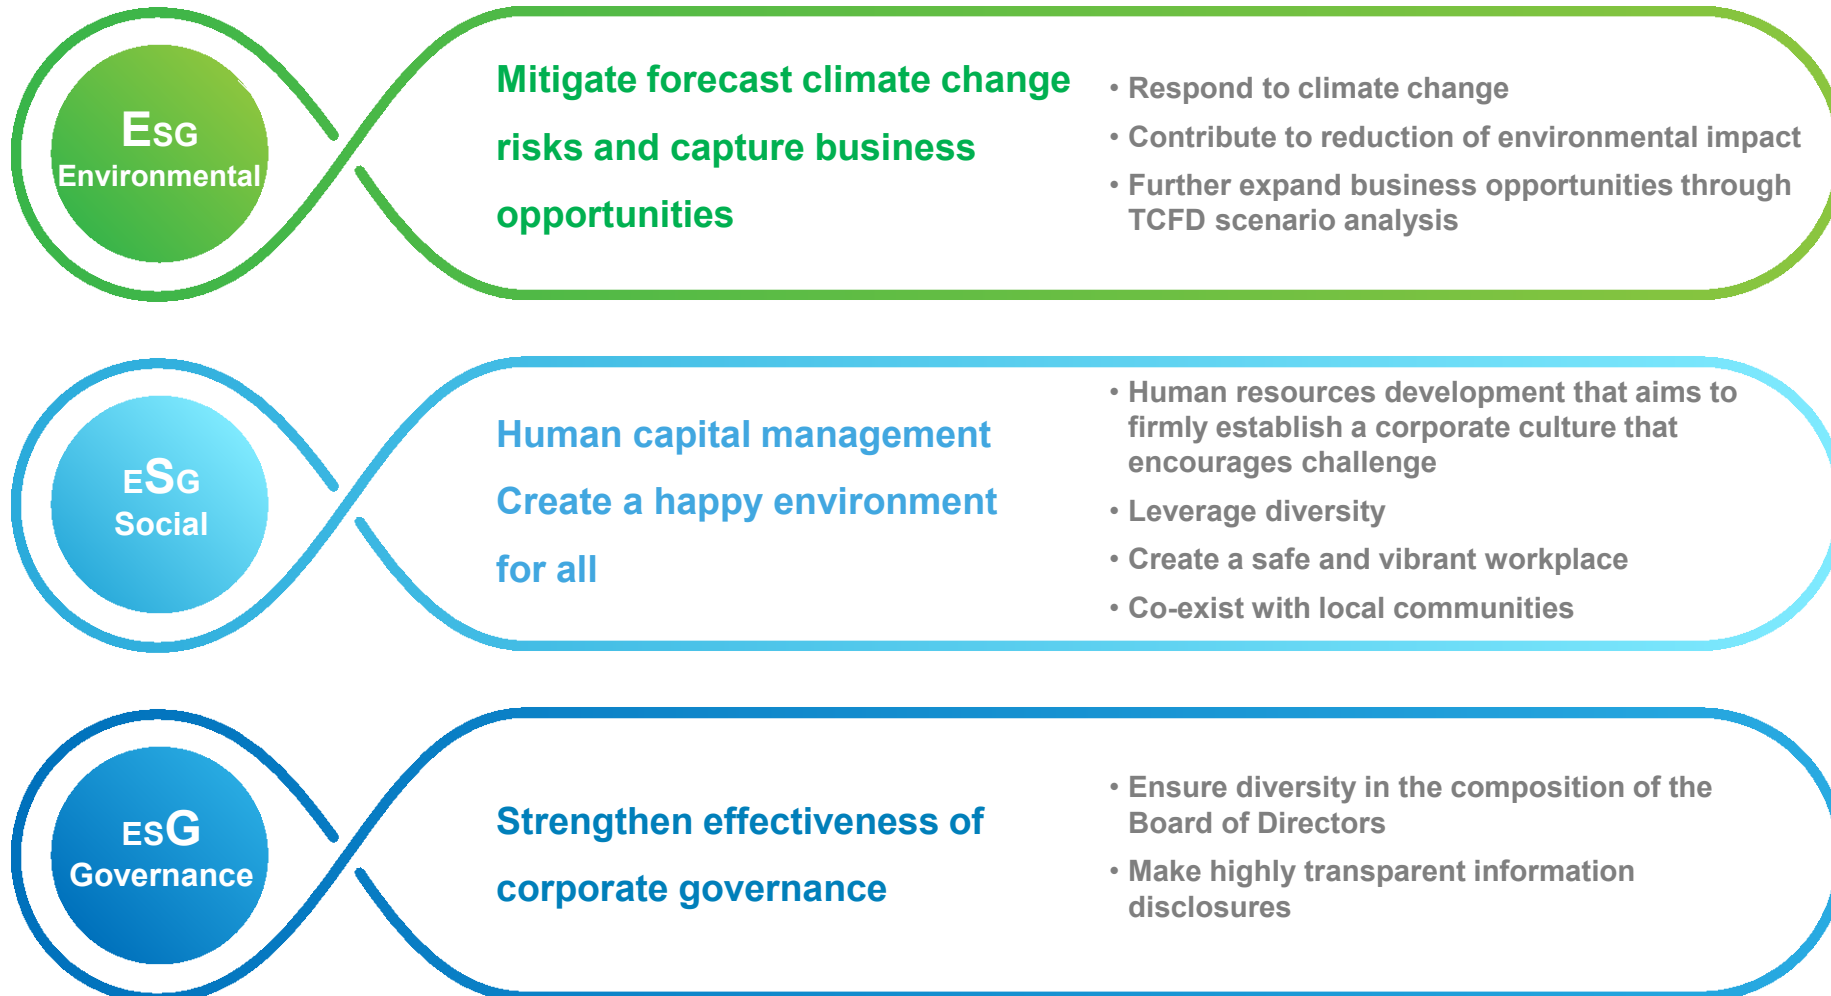 ESG
Environmental
Mitigate forecast climate change
risks and capture business
opportunities
• Respond to climate change
• Contribute to reduction of environmental impact
• Further expand business opportunities through
TCFD scenario analysis
ESG
Social
Human capital management
Create a happy environment
for all
• Human resources development that aims to
firmly establish a corporate culture that
encourages challenge
• Leverage diversity
• Create a safe and vibrant workplace
• Co-exist with local communities
ESG
Governance
Strengthen effectiveness of
corporate governance
• Ensure diversity in the composition of the
Board of Directors
• Make highly transparent information
disclosures